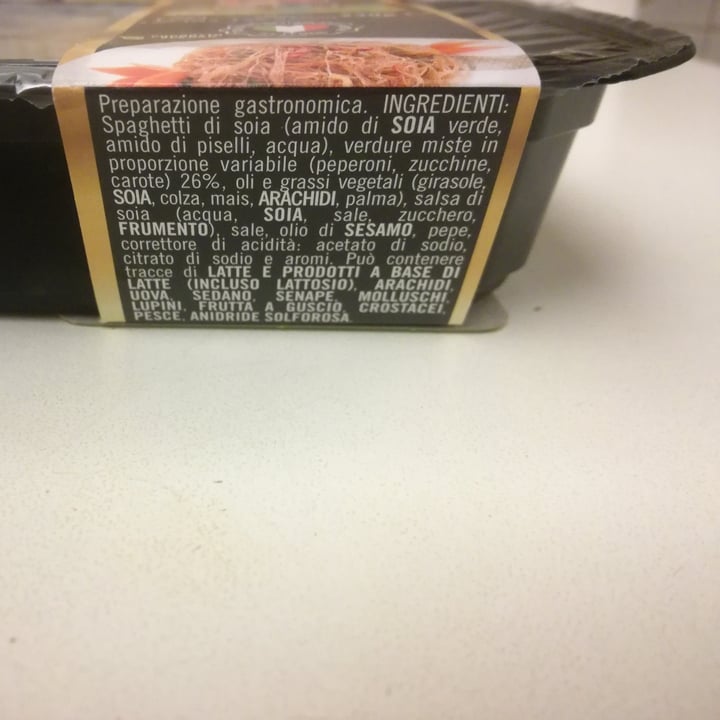 Preparazione gastronomica. INGREDIENTI:
Spaghetti di soia (amido di SOIA verde,
amido di piselli, acqua), verdure miste in
proporzione variabile (peperoni, zucchine,
carote) 26%, oli e grassi vegetali (girasole,
SOIA, colza, mais, ARACHIDI, palma), salsa di
soia (acqua, SOIA, sale, zucchero,
FRUMENTO), sale, olio di SESAMO, pepe,
correttore di acidità: acetato di sodio,
citrato di sodio e aromi. Può contenere
tracce di LATTE E PRODOTTI A BASE DI
LATTE (INCLUSO LATTOSIO), ARACHIDI,
UOVA, SEDANO, SENAPE, MOLLUSCHI,
LUPINI, FRUTTA A GUSCIO, CROSTACEI,
PESCE, ANIDRIDE SOLFOROSA.